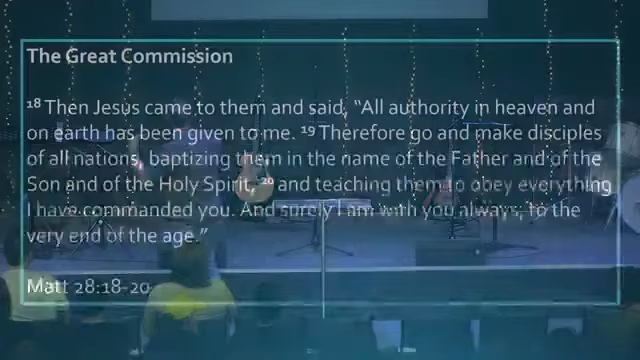 The Great Commission
18 Then Jesus came to them and said, “All authority in heaven and
on earth has been given to me. 19 Therefore go and make disciples
of all nations, baptizing them in the name of the Father and of the
Son and of the Holy Spirit, 20 and teaching them to obey everything
I have commanded you. And surely I am with you always, to the
very end of the age.”
Matt 28:18-20